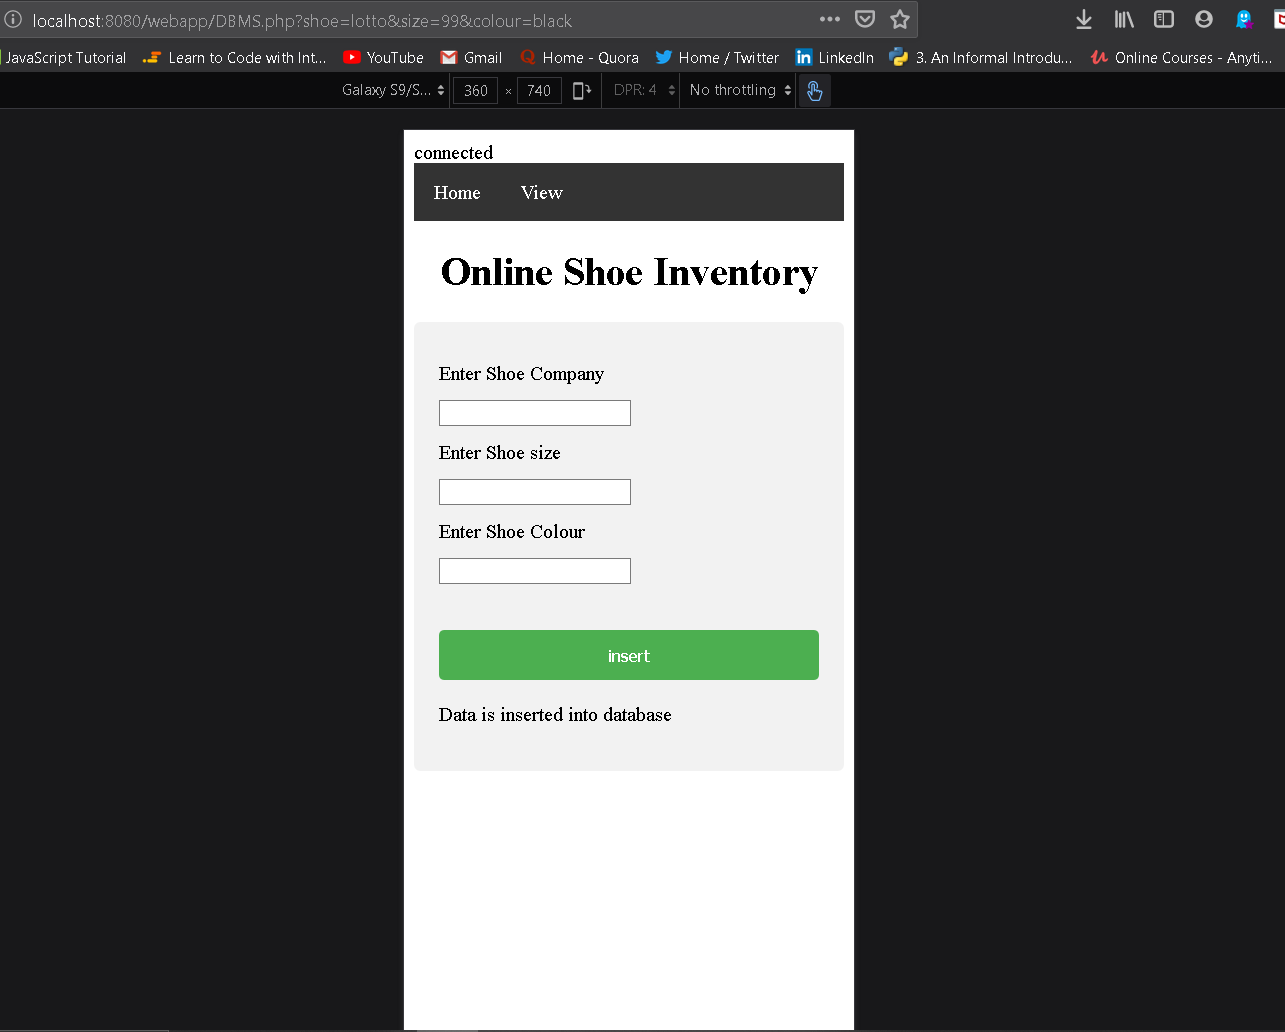 localhost:8080/webapp/DBMS.php?shoe=lotto&size=99&colour=black
JavaScript Tutorial Learn to Code with Int... YouTube Gmail Home - Quora Home / Twitter LinkedIn 3. An Informal Introdu... Online Courses - Anyti...
Galaxy S9/S... 360 × 740 DPR: 4 No throttling
connected
Home View
Online Shoe Inventory
Enter Shoe Company
Enter Shoe size
Enter Shoe Colour
insert
Data is inserted into database